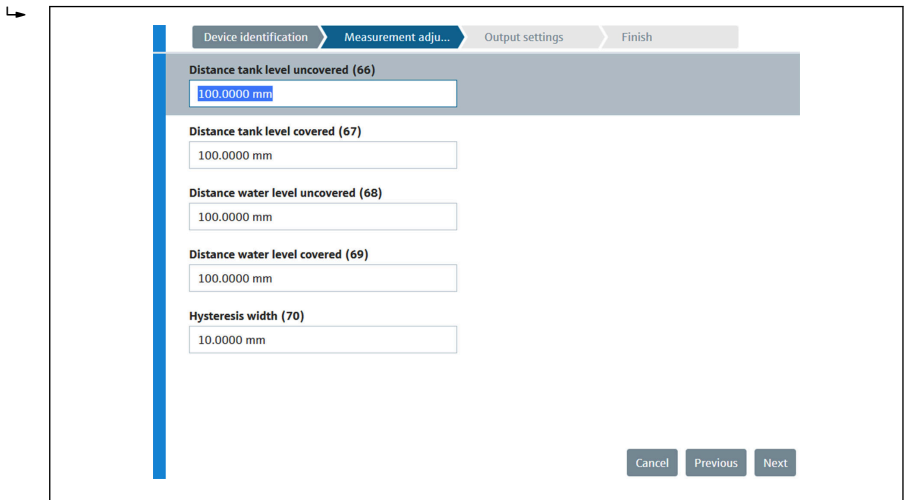 Device identification Measurement adju... Output settings Finish
Distance tank level uncovered (66)
100.0000 mm
Distance tank level covered (67)
100.0000 mm
Distance water level uncovered (68)
100.0000 mm
Distance water level covered (69)
100.0000 mm
Hysteresis width (70)
10.0000 mm
Cancel Previous Next